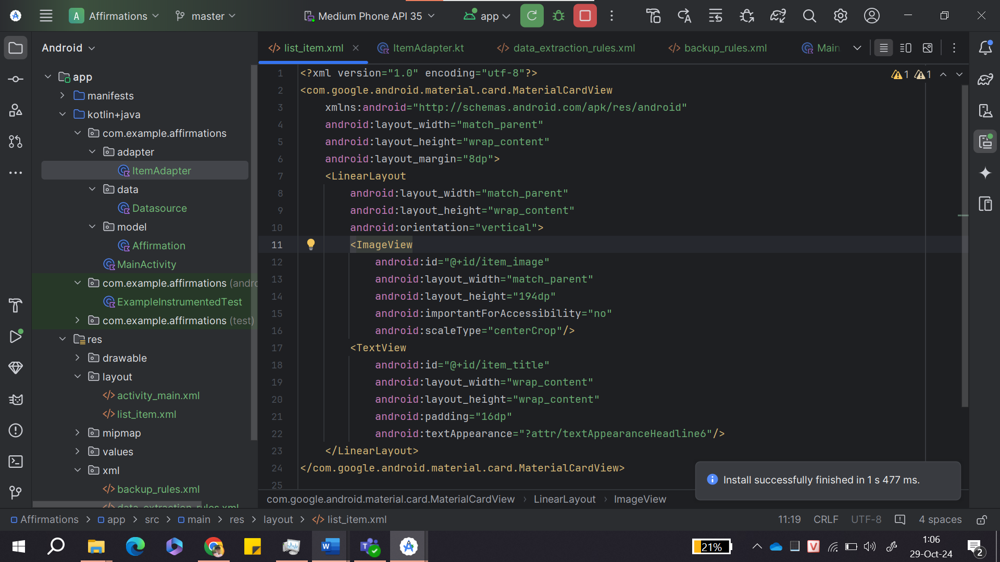 A Affirmations
master
Medium Phone API 35
app
Android
app
manifests
kotlin+java
com.example.affirmations
adapter
ItemAdapter
data
Datasource
model
Affirmation
MainActivity
com.example.affirmations (andro
ExampleInstrumentedTest
com.example.affirmations (test)
res
drawable
layout
activity_main.xml
list_item.xml
mipmap
values
xml
backup_rules.xml
data_extraction_rules.xml
list_item.xml
ItemAdapter.kt
data_extraction_rules.xml
backup_rules.xml
Main
1 1
1 <?xml version="1.0" encoding="utf-8"?>
2 <com.google.android.material.card.MaterialCardView
3 xmlns:android="http://schemas.android.com/apk/res/android"
4 android:layout_width="match_parent"
5 android:layout_height="wrap_content"
6 android:layout_margin="8dp">
7 <LinearLayout
8 android:layout_width="match_parent"
9 android:layout_height="wrap_content"
10 android:orientation="vertical">
11 <ImageView
12 android:id="@+id/item_image"
13 android:layout_width="match_parent"
14 android:layout_height="194dp"
15 android:importantForAccessibility="no"
16 android:scaleType="centerCrop"/>
17 <TextView
18 android:id="@+id/item_title"
19 android:layout_width="wrap_content"
20 android:layout_height="wrap_content"
21 android:padding="16dp"
22 android:textAppearance="?attr/textAppearanceHeadline6"/>
23 </LinearLayout>
24 </com.google.android.material.card.MaterialCardView>
25
Install successfully finished in 1 s 477 ms.
com.google.android.material.card.MaterialCardView > LinearLayout > ImageView
Affirmations > app > src > main > res > layout > list_item.xml
11:19 CRLF UTF-8 4 spaces
21%
1:06
29-Oct-24
2